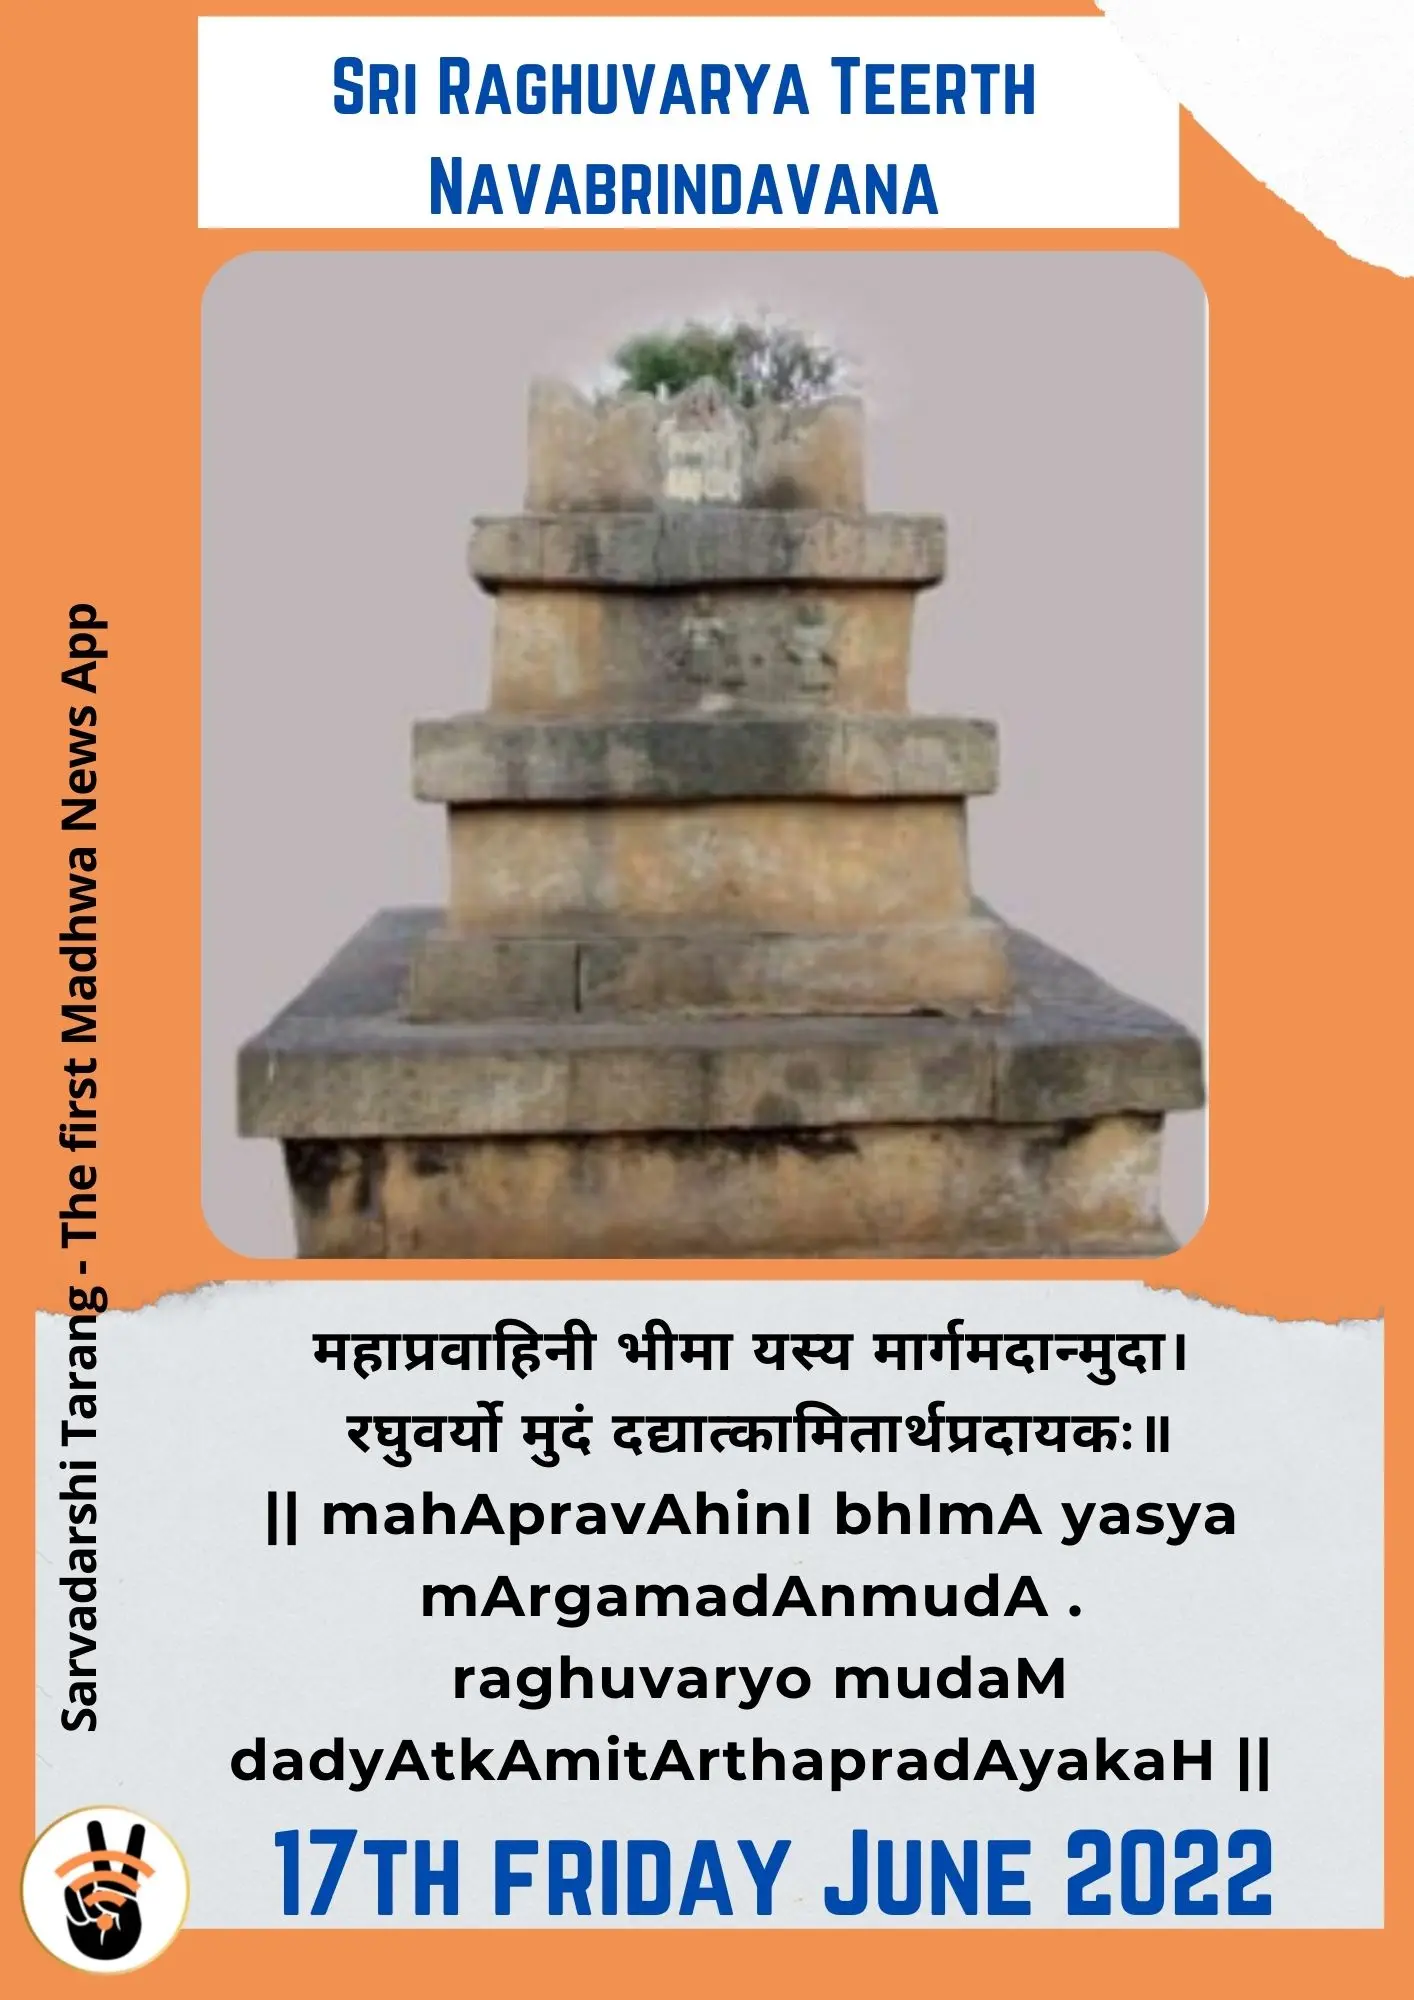 Sri Raghuvarya Teerth
Navabrindavana
Sarvadarshi Tarang - The first Madhwa News App
महाप्रवाहिनी भीमा यस्य मार्गमदान्मुदा।
रघुवर्यो मुदं दद्यात्कामितार्थप्रदायकः॥
|| mahApravAhinI bhImA yasya
mArgamadAnmudA .
raghuvaryo mudaM
dadyAtkAmitArthapradAyakaH ||
17th friday June 2022